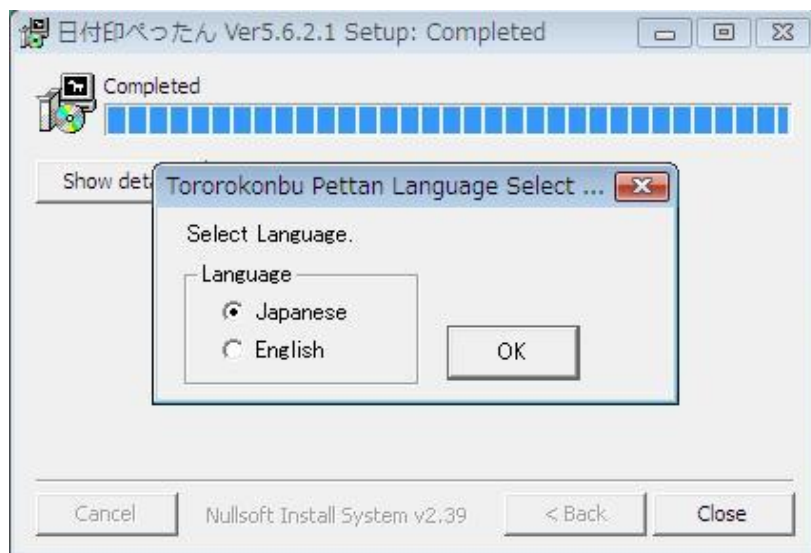 日付印ぺったん Ver5.6.2.1 Setup: Completed
Completed
Show det
Tororokonbu Pettan Language Select ...
Select Language.
Language
Japanese
English
OK
Cancel
Nullsoft Install System v2.39
< Back
Close